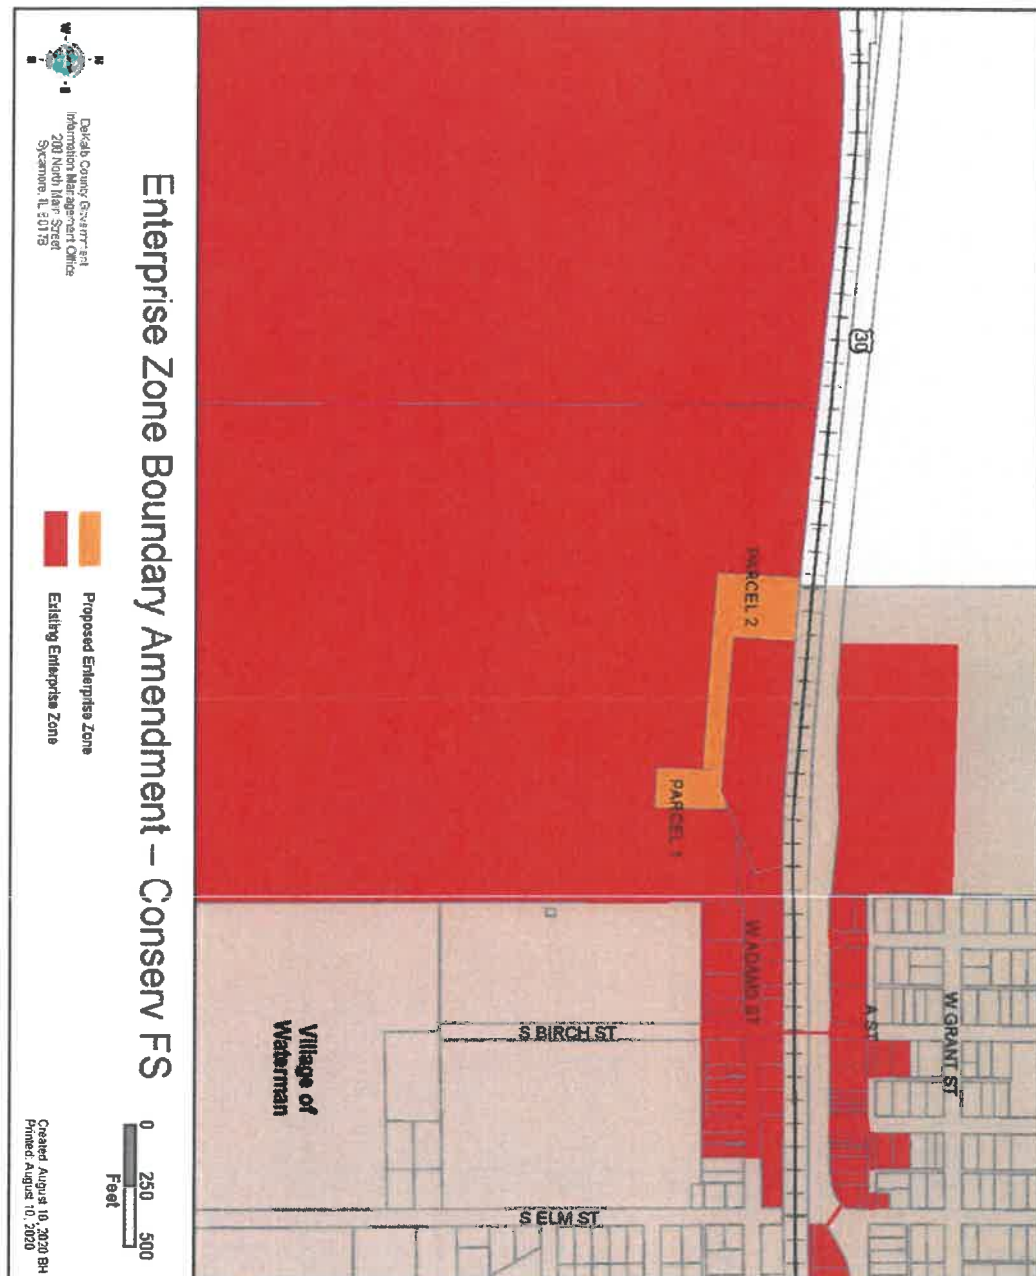 30
W GRANT ST
A ST
PARCEL 2
W ADAMS ST
PARCEL 1
S BIRCH ST
S ELM ST
Village of
Waterman
Enterprise Zone Boundary Amendment – Conserv FS
N
W
S
DeKalb County Government
Information Management Office
200 North Main Street
Sycamore, IL 60178
Proposed Enterprise Zone
Existing Enterprise Zone
0 250 500
Feet
Created: August 10, 2020 BH
Printed: August 10, 2020